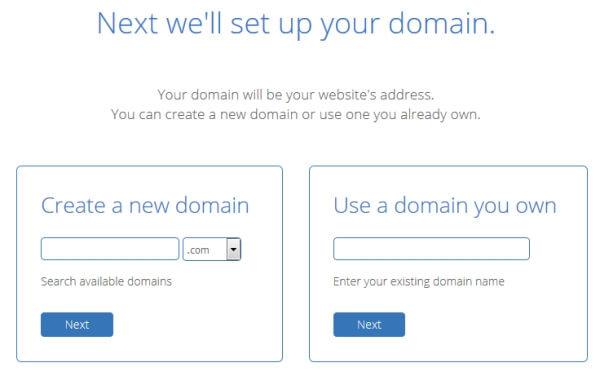 Next we'll set up your domain.
Your domain will be your website's address.
You can create a new domain or use one you already own.
Create a new domain
.com
Search available domains
Next
Use a domain you own
Enter your existing domain name
Next